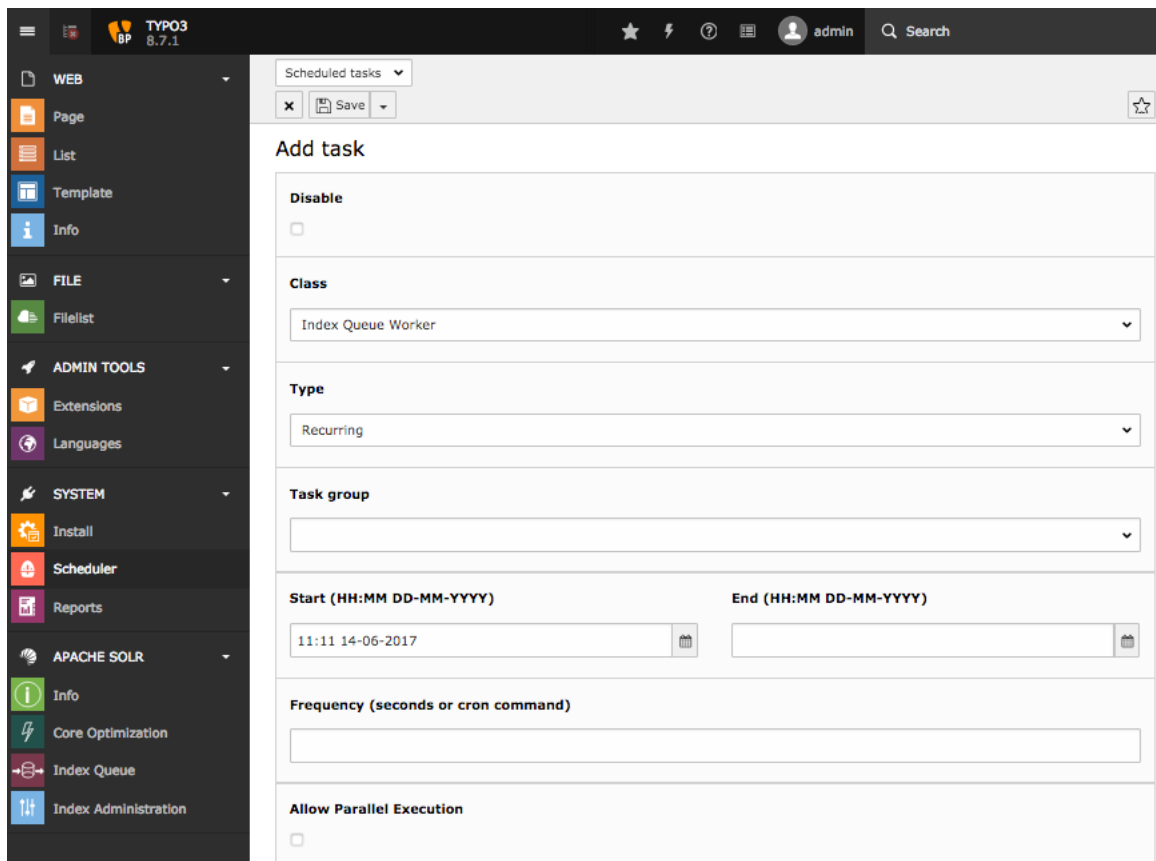 BP
TYPO3
8.7.1
admin
Search
WEB
Page
List
Template
Info
FILE
Filelist
ADMIN TOOLS
Extensions
Languages
SYSTEM
Install
Scheduler
Reports
APACHE SOLR
Info
Core Optimization
Index Queue
Index Administration
Scheduled tasks
Save
Add task
Disable
Class
Index Queue Worker
Type
Recurring
Task group
Start (HH:MM DD-MM-YYYY) End (HH:MM DD-MM-YYYY)
11:11 14-06-2017
Frequency (seconds or cron command)
Allow Parallel Execution